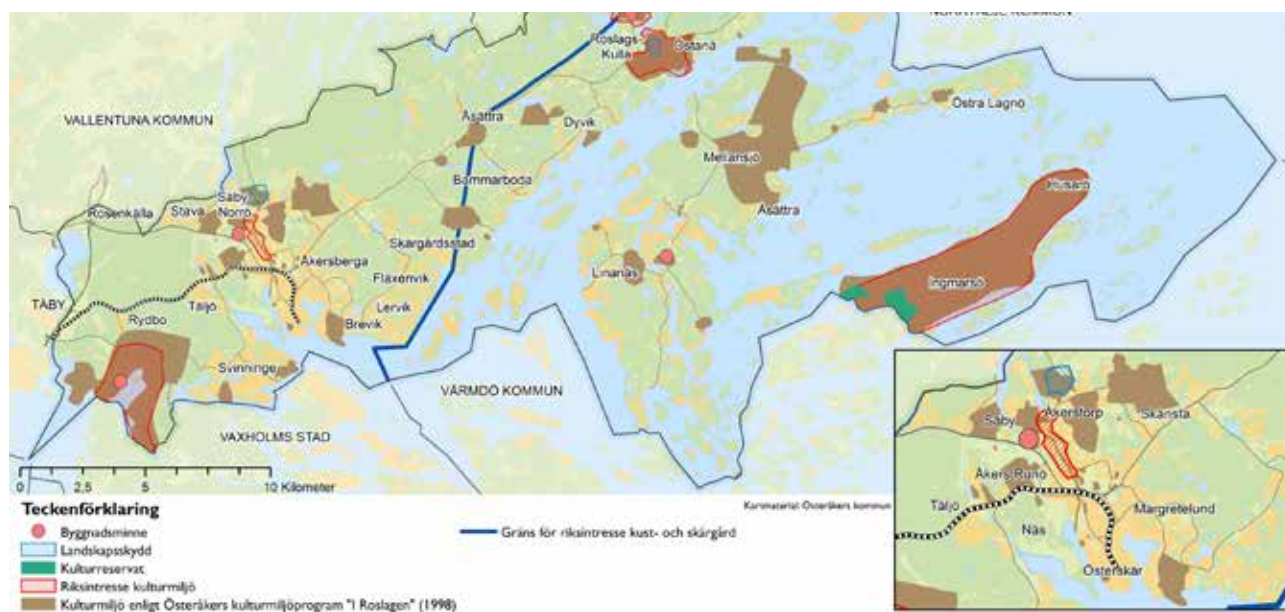 NORRTÄLJE KOMMUN
Roslags-
Kulla
Östanå
Östra Lagnö
VALLENTUNA KOMMUN
Åsättra
Dyvik
Mellansjö
Bammarboda
Husarö
Säby
Norrö
Stava
Rosenkälla
Åsättra
Skärgårdsstad
Åkersberga
Flaxenvik
Linanäs
Ingmarsö
TÄBY
Täljö
Lervik
Brevik
Rydbo
Svinninge
VÄRMDÖ KOMMUN
VAXHOLMS STAD
Säby
Åkerstorp
Skånsta
Åkers Runö
Täljö
Margretelund
Näs
Österskär
0 2,5 5 10 Kilometer
Kartmaterial: Österåkers kommun
Teckenförklaring
Byggnadsminne
Gräns för riksintresse kust- och skärgård
Landskapsskydd
Kulturreservat
Riksintresse kulturmiljö
Kulturmiljö enligt Österåkers kulturmiljöprogram "I Roslagen" (1998)